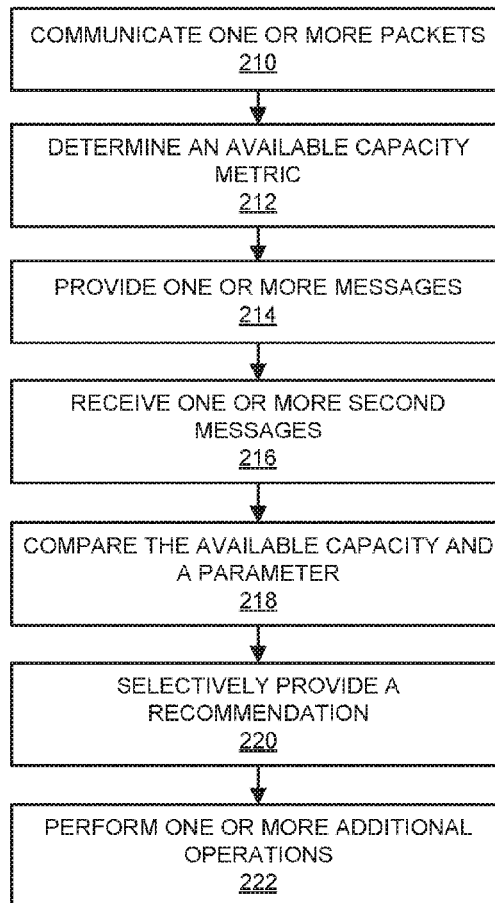 COMMUNICATE ONE OR MORE PACKETS
210
DETERMINE AN AVAILABLE CAPACITY
METRIC
212
PROVIDE ONE OR MORE MESSAGES
214
RECEIVE ONE OR MORE SECOND
MESSAGES
216
COMPARE THE AVAILABLE CAPACITY AND
A PARAMETER
218
SELECTIVELY PROVIDE A
RECOMMENDATION
220
PERFORM ONE OR MORE ADDITIONAL
OPERATIONS
222